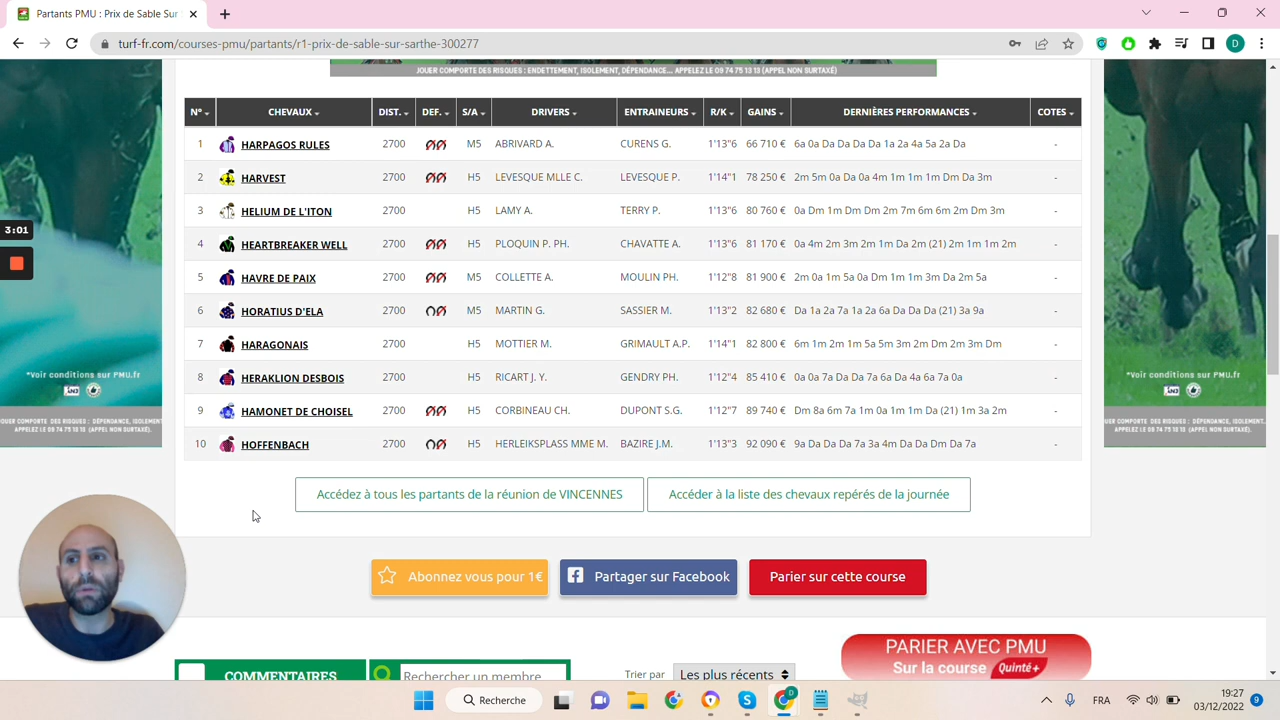 Partants PMU : Prix de Sable Sur
turf-fr.com/courses-pmu/partants/r1-prix-de-sable-sur-sarthe-300277
D
JOUER COMPORTE DES RISQUES : ENDETTEMENT, ISOLEMENT, DÉPENDANCE... APPELEZ LE 09 74 75 13 13 (APPEL NON SURTAXÉ)
N° CHEVAUX DIST. DEF. S/A DRIVERS ENTRAINEURS R/K GAINS DERNIÈRES PERFORMANCES COTES
1 HARPAGOS RULES 2700 M5 ABRIVARD A. CURENS G. 1'13"6 66 710 € 6a 0a Da Da Da Da 1a 2a 4a 5a 2a Da -
2 HARVEST 2700 H5 LEVESQUE MLLE C. LEVESQUE P. 1'14"1 78 250 € 2m 5m 0a Da 0a 4m 1m 1m 1m Dm Da 3m -
3 HELIUM DE L'ITON 2700 H5 LAMY A. TERRY P. 1'13"6 80 760 € 0a Dm 1m Dm Dm 2m 7m 6m 6m 2m Dm 3m -
4 HEARTBREAKER WELL 2700 H5 PLOQUIN P. PH. CHAVATTE A. 1'13"6 81 170 € 0a 4m 2m 3m 2m 1m Da 2m (21) 2m 1m 1m 2m -
5 HAVRE DE PAIX 2700 M5 COLLETTE A. MOULIN PH. 1'12"8 81 900 € 2m 0a 1m 5a 0a Dm 1m 1m 3m Da 2m 5a -
6 HORATIUS D'ELA 2700 M5 MARTIN G. SASSIER M. 1'13"2 82 680 € Da 1a 2a 7a 1a 2a 6a Da Da Da (21) 3a 9a -
7 HARAGONAIS 2700 H5 MOTTIER M. GRIMAULT A.P. 1'14"1 82 800 € 6m 1m 2m 1m 5a 5m 3m 2m Dm 2m 3m Dm -
8 HERAKLION DESBOIS 2700 H5 RICART J. Y. GENDRY PH. 1'12"4 85 410 € 0a 0a 7a Da Da 7a 6a Da 4a 6a 7a 0a -
9 HAMONET DE CHOISEL 2700 H5 CORBINEAU CH. DUPONT S.G. 1'12"7 89 740 € Dm 8a 6m 7a 1m 0a 1m 1m Da (21) 1m 3a 2m -
10 HOFFENBACH 2700 H5 HERLEIKSPLASS MME M. BAZIRE J.M. 1'13"3 92 090 € 9a Da Da Da 7a 3a 4m Da Da Dm Da 7a -
3:01
*Voir conditions sur PMU.fr
*Voir conditions sur PMU.fr
Accédez à tous les partants de la réunion de VINCENNES
Accéder à la liste des chevaux repérés de la journée
Abonnez vous pour 1€
Partager sur Facebook
Parier sur cette course
COMMENTAIRES
Rechercher un membre
Trier par
Les plus récents
PARIER AVEC PMU
Sur la course Quinté+
Recherche
FRA
19:27
03/12/2022
9